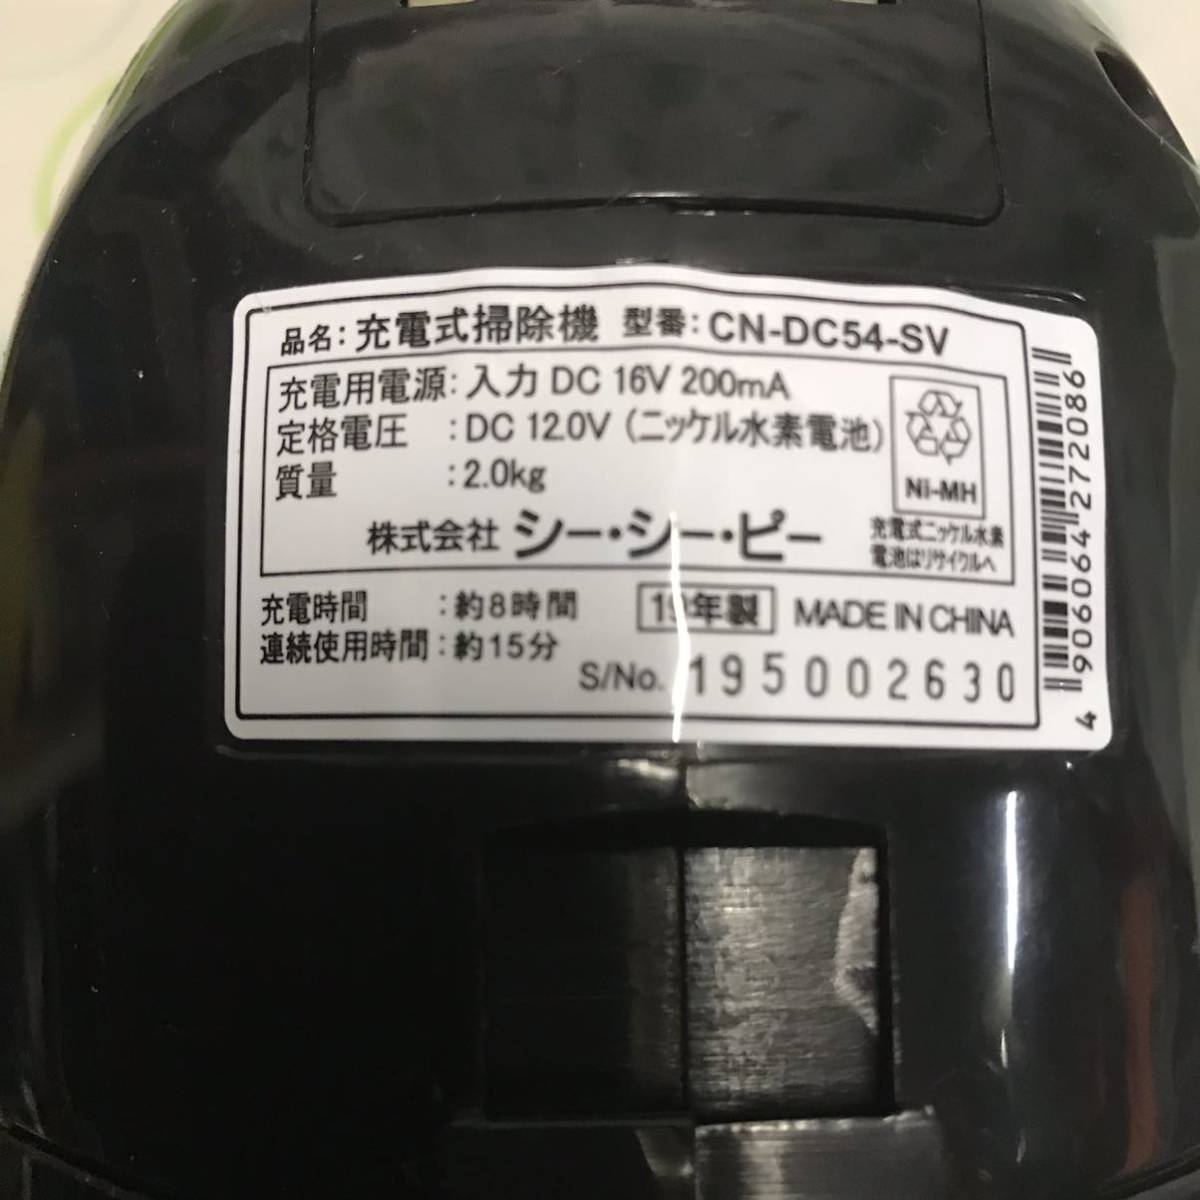 品名:充電式掃除機 型番:CN-DC54-SV
充電用電源:入力 DC 16V 200mA
定格電圧 :DC 12.0V (ニッケル水素電池)
質量 :2.0kg
Ni-MH
株式会社 シー・シー・ピー
充電式ニッケル水素
電池はリサイクルへ
充電時間 :約8時間
連続使用時間:約15分
19年製 MADE IN CHINA
S/No. 195002630
4906064272086